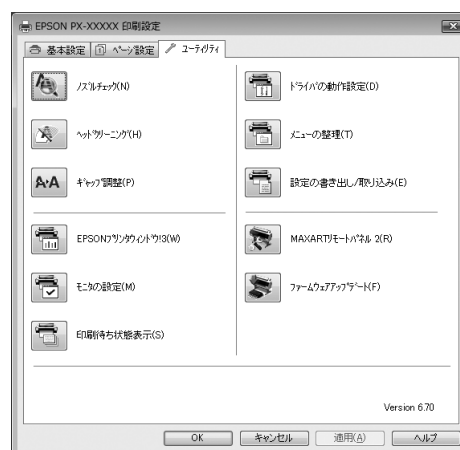 EPSON PX-XXXXX 印刷設定
基本設定
ページ設定
ユーティリティ
ノズルチェック(N)
ヘッドクリーニング(H)
ギャップ調整(P)
EPSONプリンタウィンドウ!3(W)
モニタの設定(M)
印刷待ち状態表示(S)
ドライバの動作設定(D)
メニューの整理(T)
設定の書き出し/取り込み(E)
MAXARTリモートパネル 2(R)
ファームウェアアップデート(F)
Version 6.70
OK
キャンセル
適用(A)
ヘルプ